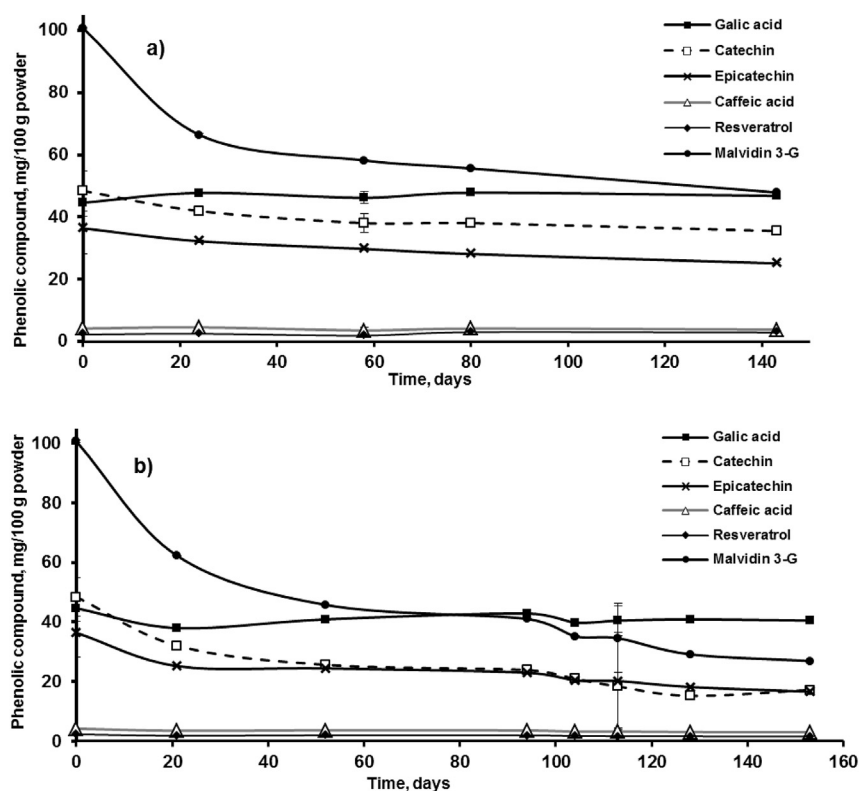 a)
Phenolic compound, mg/100 g powder
100
80
60
40
20
0
0 20 40 60 80 100 120 140
Time, days
Galic acid
Catechin
Epicatechin
Caffeic acid
Resveratrol
Malvidin 3-G
b)
Phenolic compound, mg/100 g powder
100
80
60
40
20
0
0 20 40 60 80 100 120 140 160
Time, days
Galic acid
Catechin
Epicatechin
Caffeic acid
Resveratrol
Malvidin 3-G